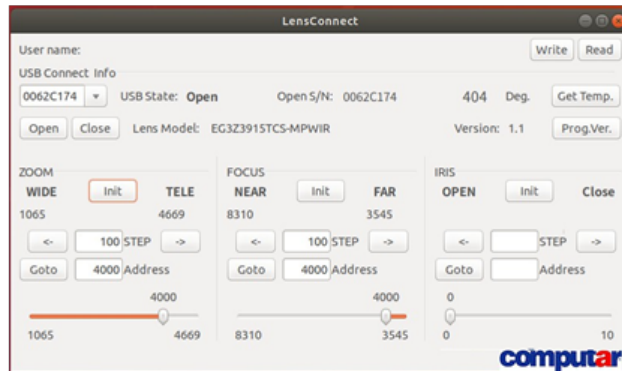 LensConnect
User name: Write Read
USB Connect Info
0062C174 USB State: Open Open S/N: 0062C174 404 Deg. Get Temp.
Open Close Lens Model: EG3Z3915TCS-MPWIR Version: 1.1 Prog.Ver.
ZOOM FOCUS IRIS
WIDE Init TELE NEAR Init FAR OPEN Init Close
1065 4669 8310 3545
<- 100 STEP -> <- 100 STEP -> <- STEP ->
Goto 4000 Address Goto 4000 Address Goto Address
4000 4000 0
1065 4669 8310 3545 0 10
computar